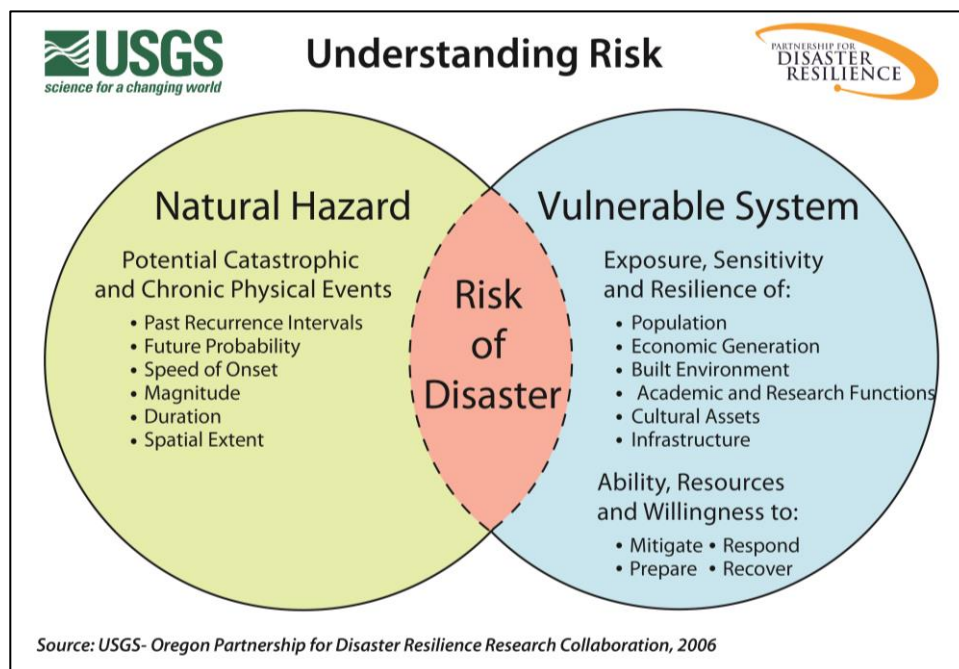 USGS
science for a changing world
Understanding Risk
PARTNERSHIP FOR
DISASTER
RESILIENCE
Natural Hazard
Potential Catastrophic
and Chronic Physical Events
• Past Recurrence Intervals
• Future Probability
• Speed of Onset
• Magnitude
• Duration
• Spatial Extent
Risk
of
Disaster
Vulnerable System
Exposure, Sensitivity
and Resilience of:
• Population
• Economic Generation
• Built Environment
• Academic and Research Functions
• Cultural Assets
• Infrastructure
Ability, Resources
and Willingness to:
• Mitigate • Respond
• Prepare • Recover
Source: USGS- Oregon Partnership for Disaster Resilience Research Collaboration, 2006